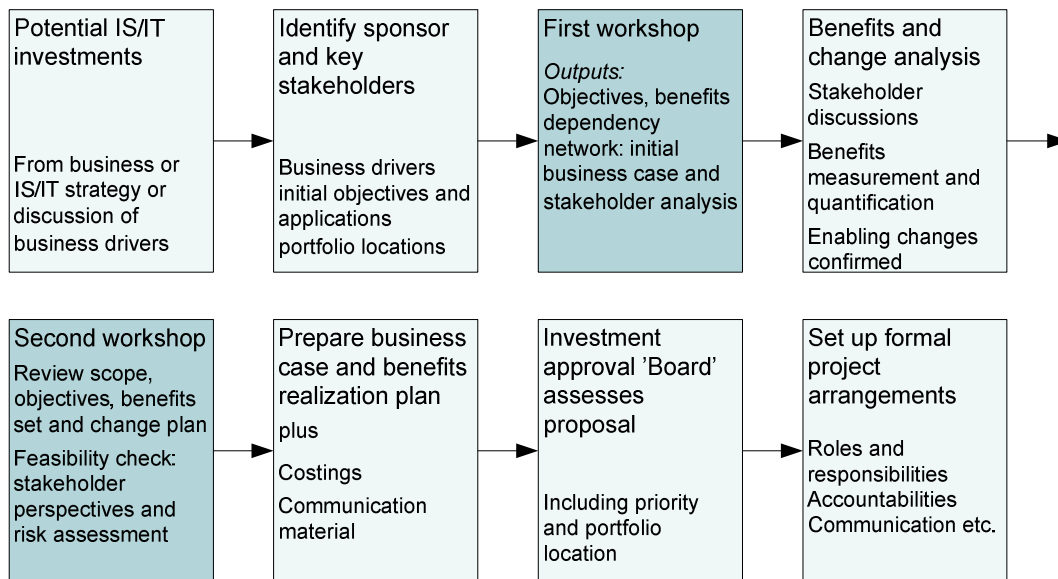 Potential IS/IT
investments
From business or
IS/IT strategy or
discussion of
business drivers
Identify sponsor
and key
stakeholders
Business drivers
initial objectives and
applications
portfolio locations
First workshop
Outputs:
Objectives, benefits
dependency
network: initial
business case and
stakeholder analysis
Benefits and
change analysis
Stakeholder
discussions
Benefits
measurement and
quantification
Enabling changes
confirmed
Second workshop
Review scope,
objectives, benefits
set and change plan
Feasibility check:
stakeholder
perspectives and
risk assessment
Prepare business
case and benefits
realization plan
plus
Costings
Communication
material
Investment
approval 'Board’
assesses
proposal
Including priority
and portfolio
location
Set up formal
project
arrangements
Roles and
responsibilities
Accountabilities
Communication etc.